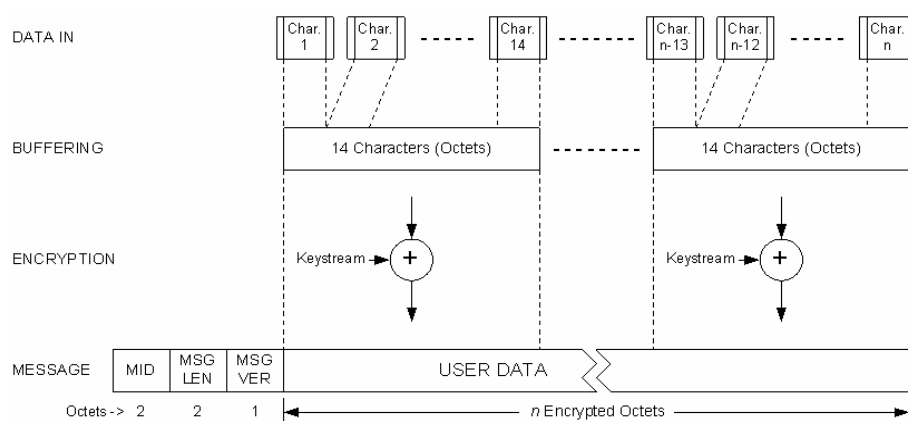 DATA IN
Char. 1
Char. 2
Char. 14
Char. n-13
Char. n-12
Char. n
BUFFERING
14 Characters (Octets)
14 Characters (Octets)
ENCRYPTION
Keystream
+
Keystream
+
MESSAGE
MID
MSG LEN
MSG VER
USER DATA
Octets -> 2 2 1
n Encrypted Octets